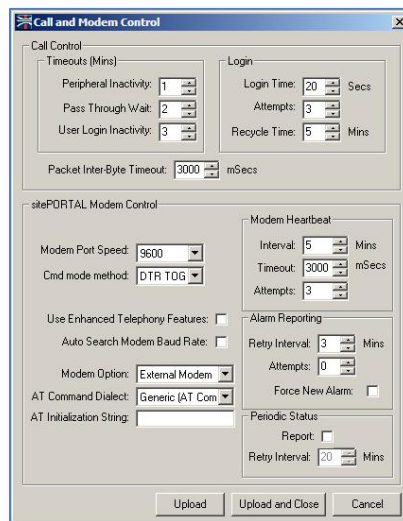 Call and Modem Control
Call Control
Timeouts (Mins)
Peripheral Inactivity: 1
Pass Through Wait: 2
User Login Inactivity: 3
Login
Login Time: 20 Secs
Attempts: 3
Recycle Time: 5 Mins
Packet Inter-Byte Timeout: 3000 mSecs
sitePORTAL Modem Control
Modem Port Speed: 9600
Cmd mode method: DTR TOG
Use Enhanced Telephony Features:
Auto Search Modem Baud Rate:
Modem Option: External Modem
AT Command Dialect: Generic (AT Com
AT Initialization String:
Modem Heartbeat
Interval: 5 Mins
Timeout: 3000 mSecs
Attempts: 3
Alarm Reporting
Retry Interval: 3 Mins
Attempts: 0
Force New Alarm:
Periodic Status
Report:
Retry Interval: 20 Mins
Upload
Upload and Close
Cancel